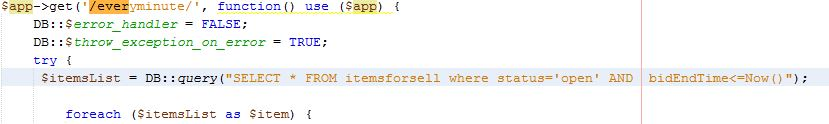 $app->get('/everyminute/', function() use ($app) {
DB::$error_handler = FALSE;
DB::$throw_exception_on_error = TRUE;
try {
$itemsList = DB::query("SELECT * FROM itemsforsell where status='open' AND  bidEndTime<=Now()");
foreach ($itemsList as $item) {